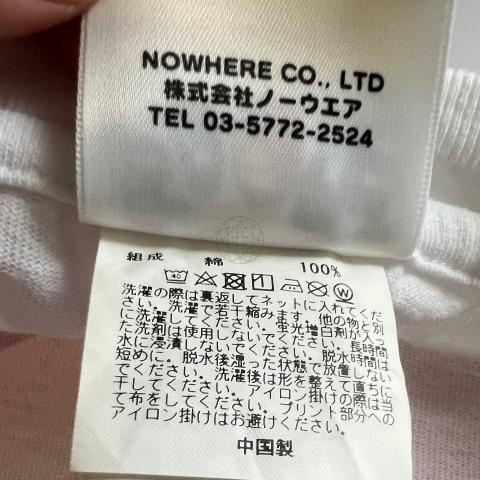 NOWHERE CO., LTD
株式会社ノーウエア
TEL 03-5772-2524
組成 綿 100%
40 1 W
洗濯の際は裏返してネットに入れてくだ
さい。洗濯で若干縮みます。他の物と別
に洗濯してください。蛍光増白剤が入っ
た洗剤は使用しないでください。長時間
水に浸漬しないでください。脱水時間は
短めに。脱水後湿った状態で放置しない
でください。洗濯後は形を整えて直ちに
干してください。アイロン掛けの際は当
て布をしてください。プリント部分への
アイロン掛けはお避けください。
中国製